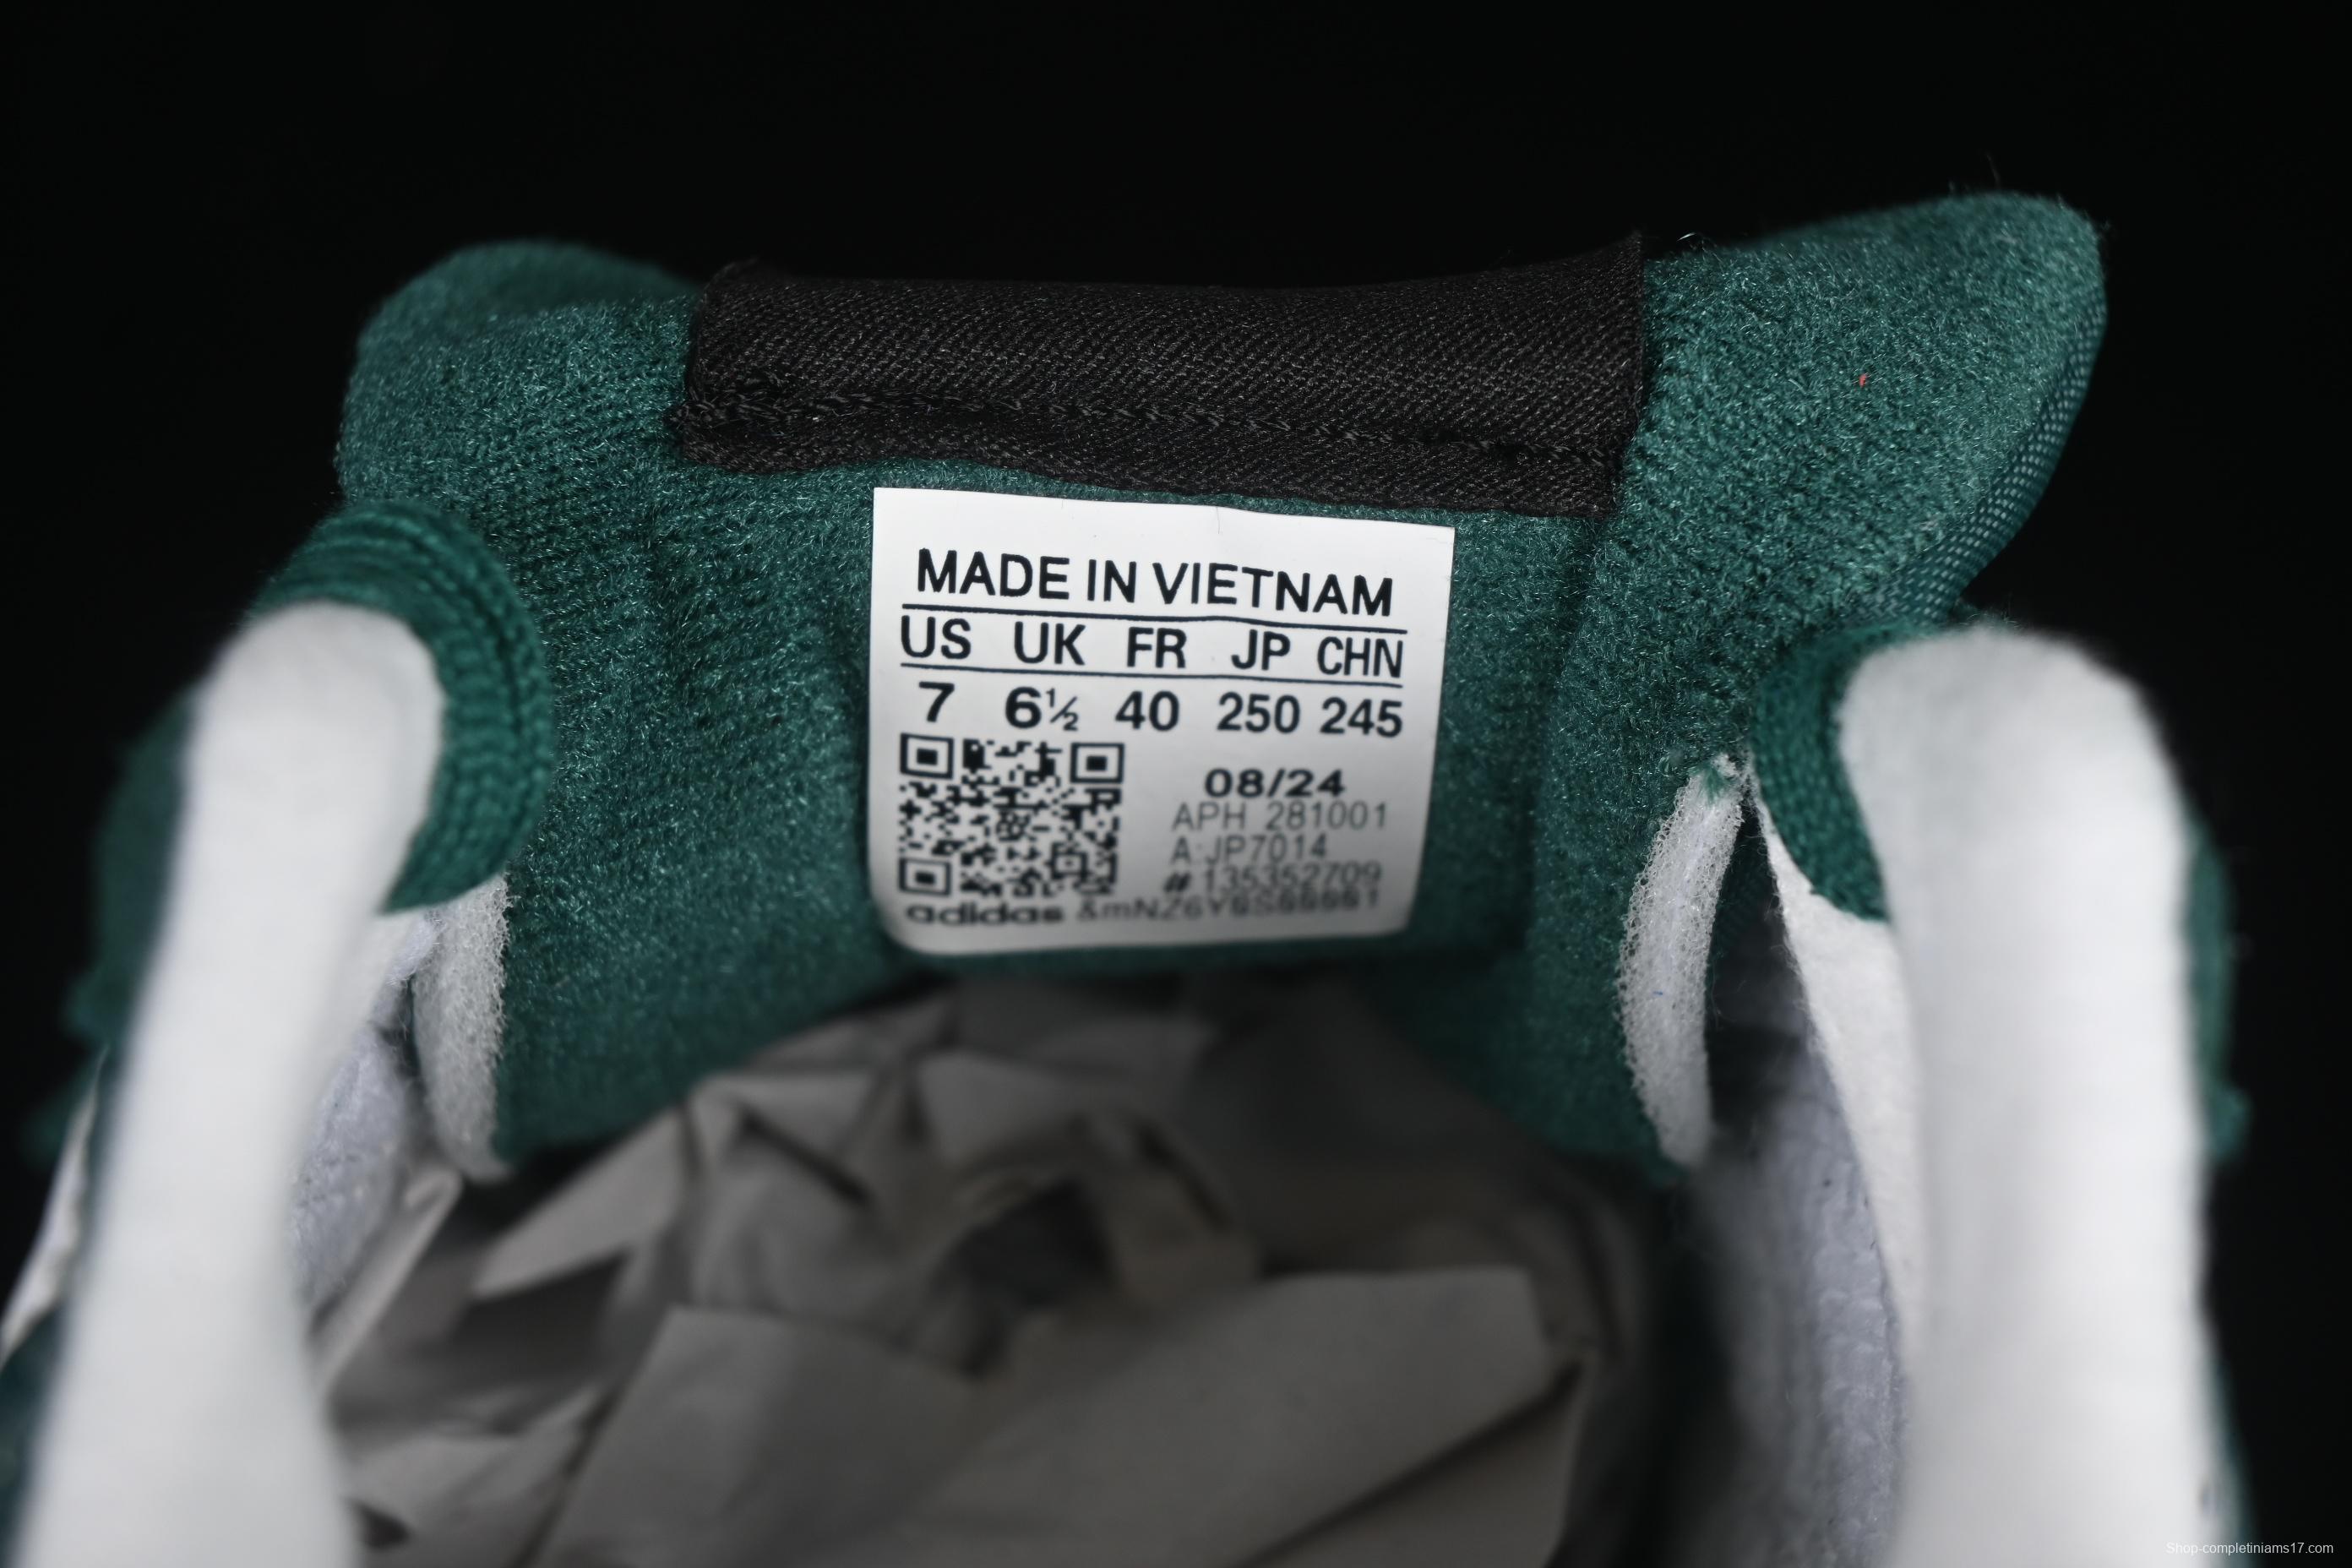 MADE IN VIETNAM
US UK FR JP CHN
7 6½ 40 250 245
08/24
APH 281001
A:JP7014
# 135352709
adidas
Shop-completiniams17.com